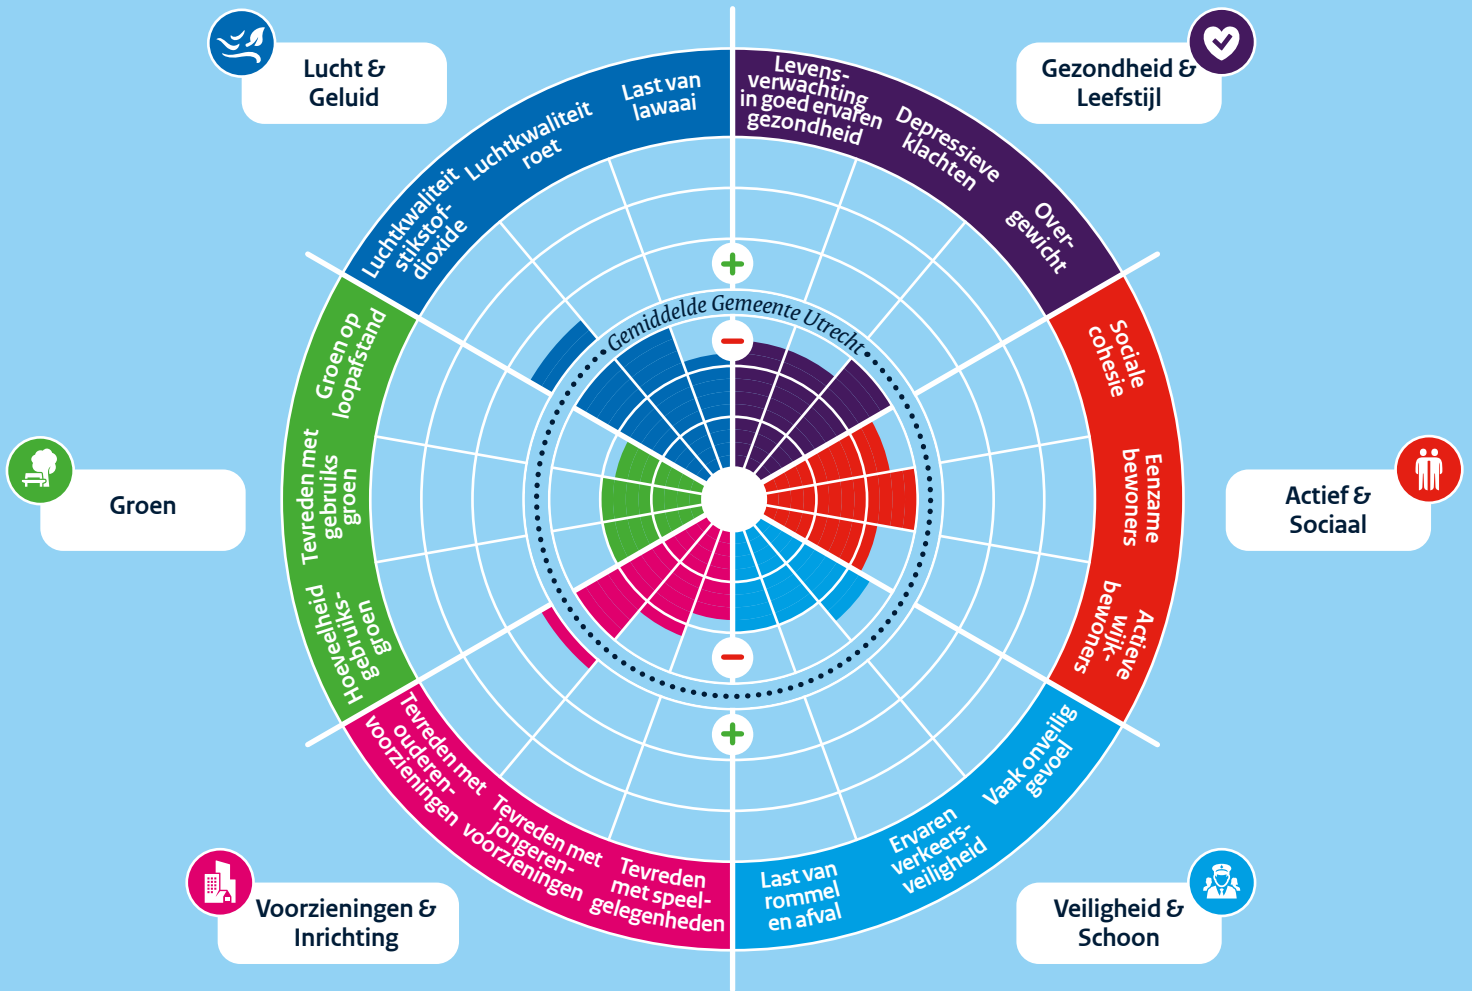 Lucht &
Geluid
Gezondheid &
Leefstijl
Last van
lawaai
Luchtkwaliteit
roet
Luchtkwaliteit
stikstof-
dioxide
Levens-
verwachting
in goed ervaren
gezondheid
Depressieve
klachten
Over-
gewicht
Gemiddelde Gemeente Utrecht
Groen op
loopafstand
Tevreden met
gebruiks
groen
Hoeveelheid
gebruiks-
groen
Groen
Sociale
cohesie
Eenzame
bewoners
Actieve
wijk-
bewoners
Actief &
Sociaal
Tevreden met
ouderen-
voorzieningen
Tevreden met
jongeren-
voorzieningen
Tevreden
met speel-
gelegenheden
Vaak onveilig
gevoel
Ervaren
verkeers-
veiligheid
Last van
rommel
en afval
Voorzieningen &
Inrichting
Veiligheid &
Schoon